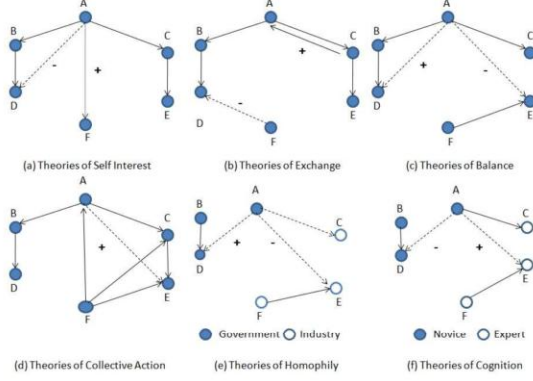 A
B
C
-
+
D
E
F
(a) Theories of Self Interest
A
B
C
+
-
D
E
F
(b) Theories of Exchange
A
B
C
+
-
D
E
F
(c) Theories of Balance
A
B
C
+
D
E
F
(d) Theories of Collective Action
A
B
C
+ -
D
E
F
Government Industry
(e) Theories of Homophily
A
B
C
- +
D
E
F
Novice Expert
(f) Theories of Cognition